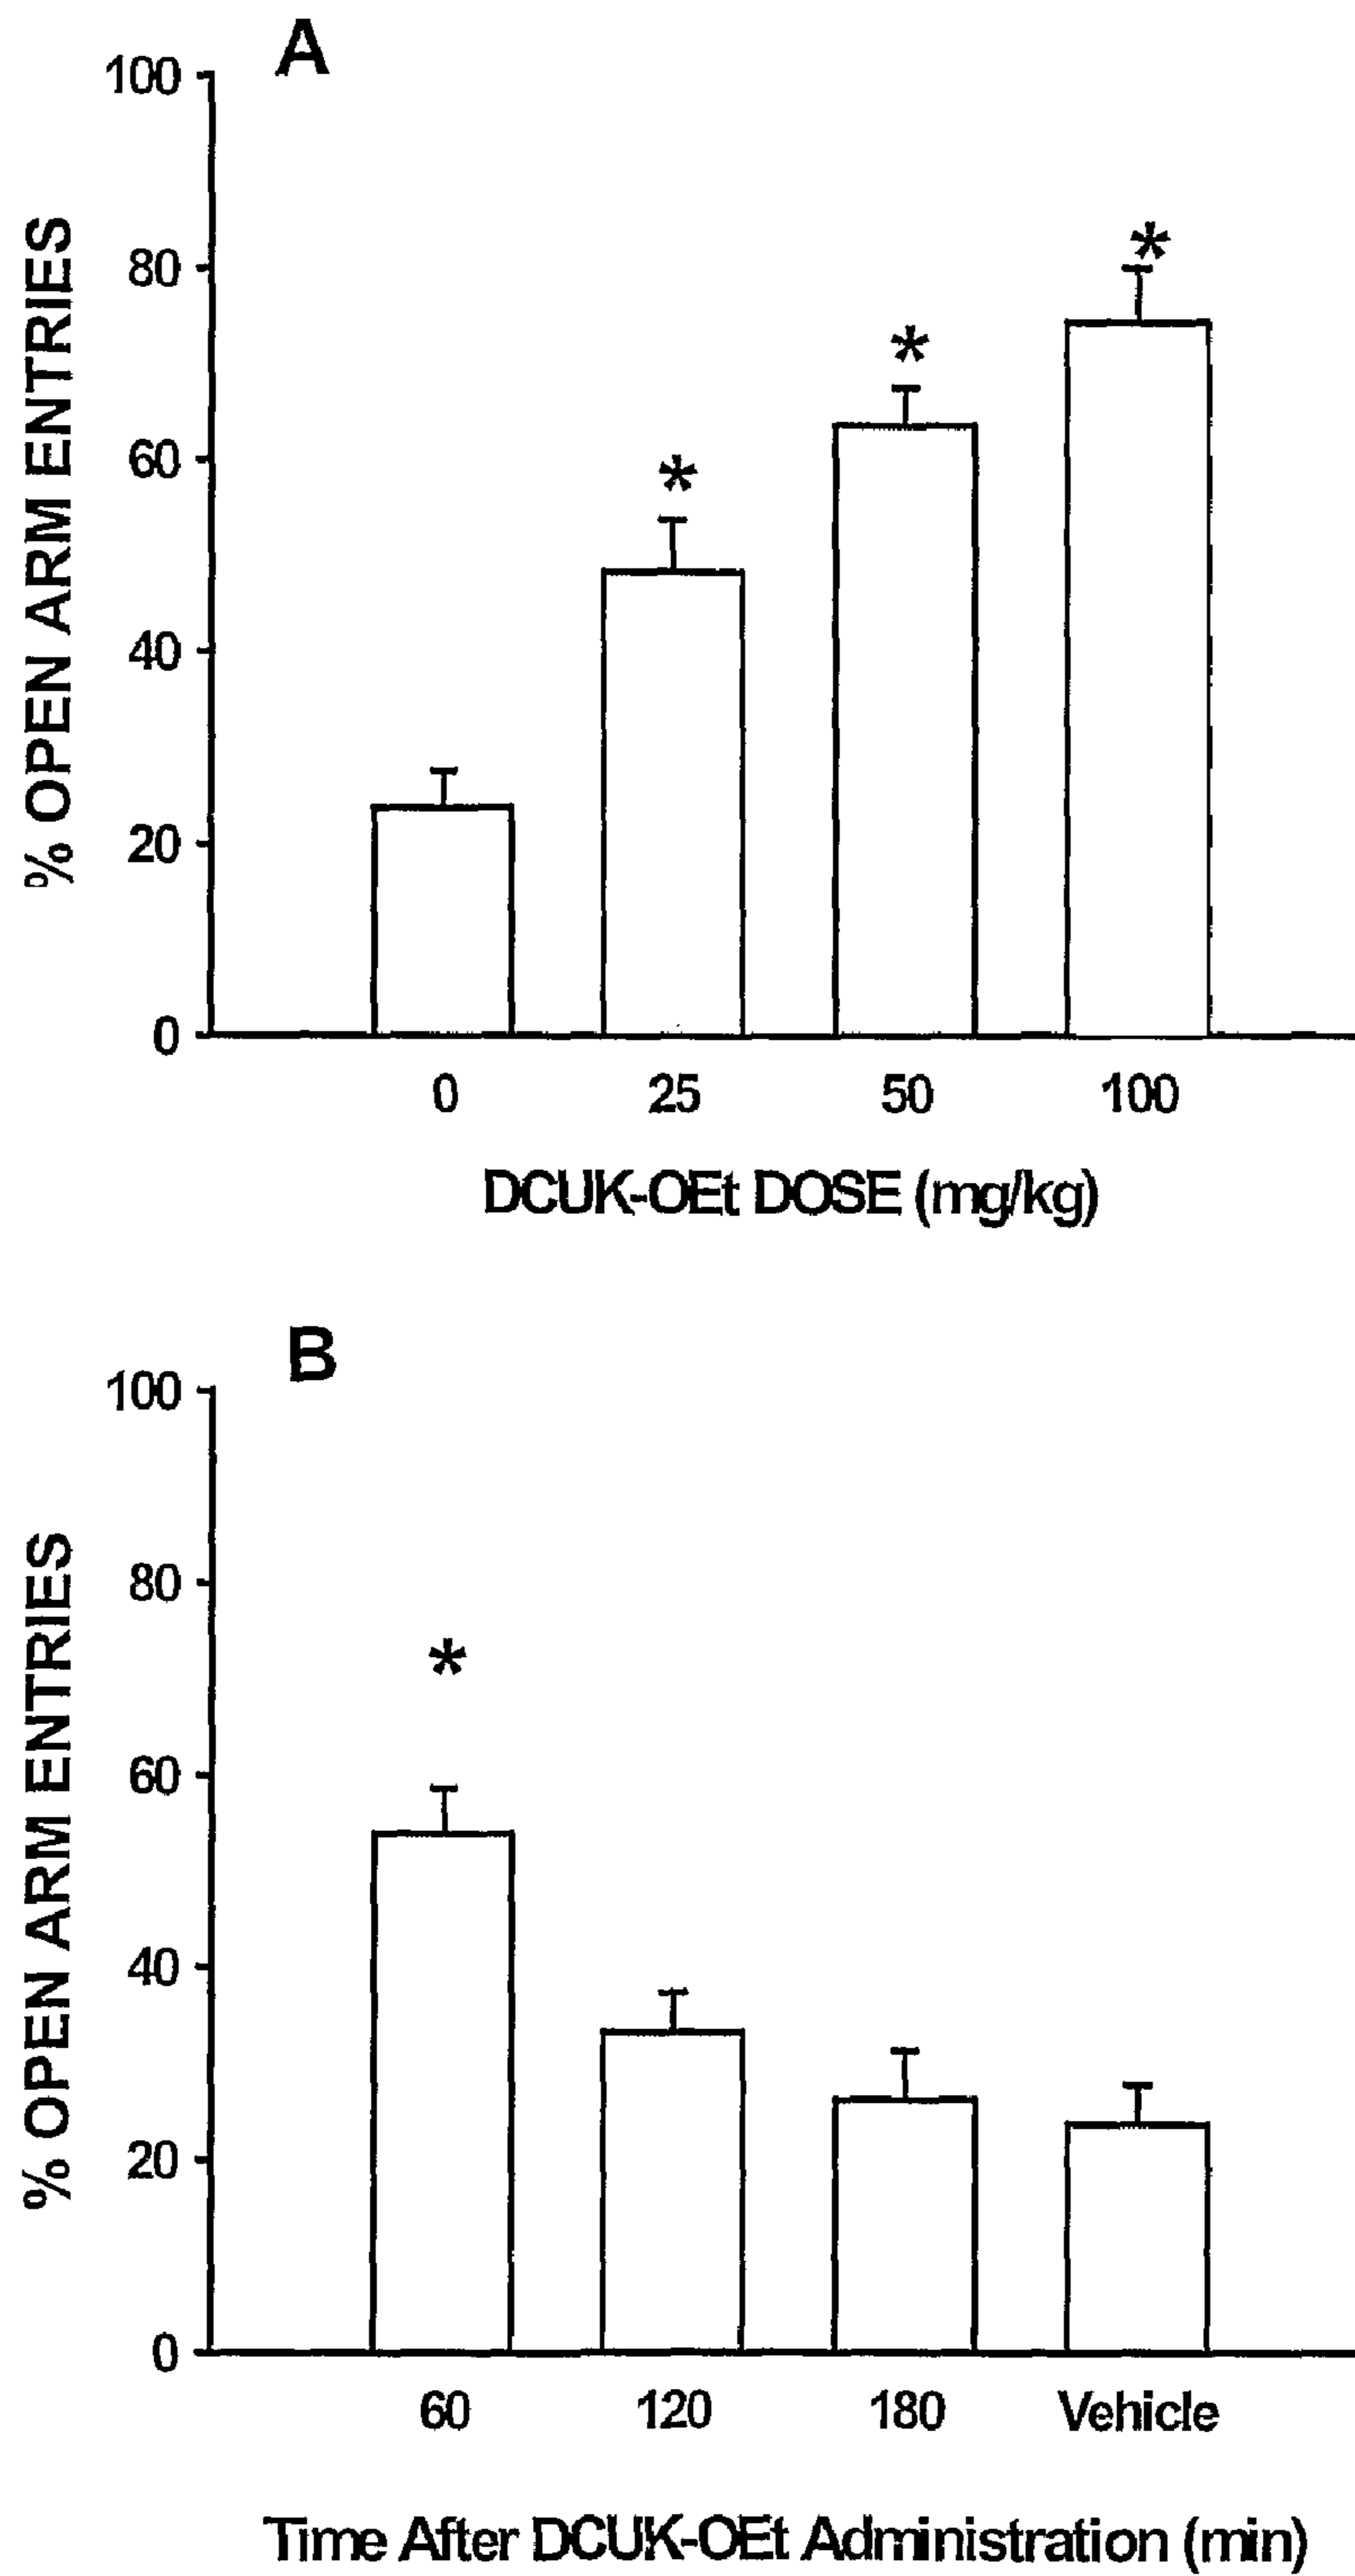 A
100
80
60
40
20
0
% OPEN ARM ENTRIES
*
*
*
0 25 50 100
DCUK-OEt DOSE (mg/kg)
B
100
80
60
40
20
0
% OPEN ARM ENTRIES
*
60 120 180 Vehicle
Time After DCUK-OEt Administration (min)